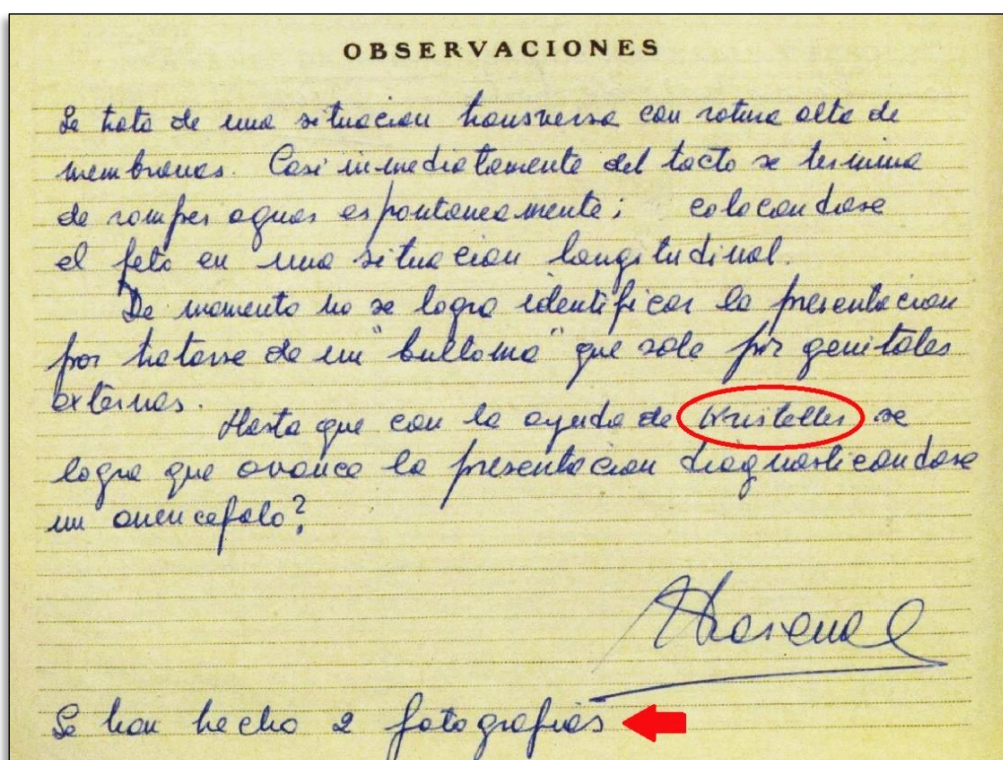 OBSERVACIONES
Se trata de una situacion transversa con rotura alta de
membranas. Casi inmediatamente del tacto se termina
de romper aguas espontaneamente; colocandose
el feto en una situacion longitudinal.
De momento no se logra identificar la presentacion
por tratarse de un "bulloma" que sale por genitales
externos.
Hasta que con la ayuda de Kristeller se
logra que avance la presentacion diagnosticandose
un anencefalo?
Se han hecho 2 fotografias